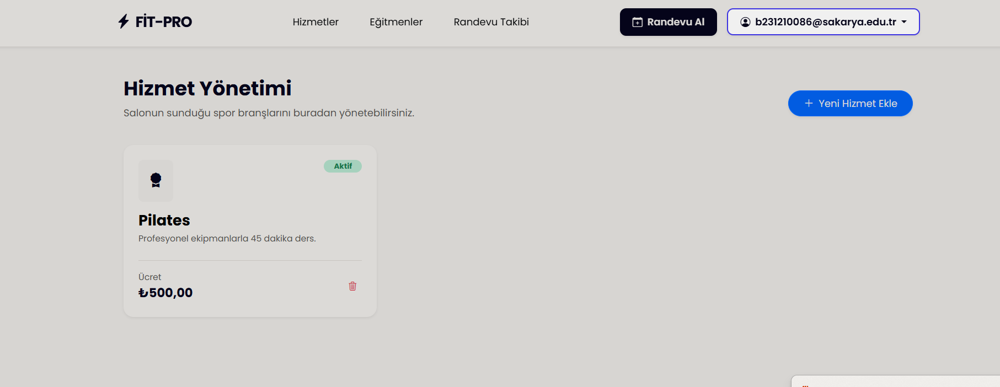 FİT-PRO
Hizmetler
Eğitmenler
Randevu Takibi
Randevu Al
b231210086@sakarya.edu.tr
Hizmet Yönetimi
Salonun sunduğu spor branşlarını buradan yönetebilirsiniz.
+ Yeni Hizmet Ekle
Aktif
Pilates
Profesyonel ekipmanlarla 45 dakika ders.
Ücret
₺500,00